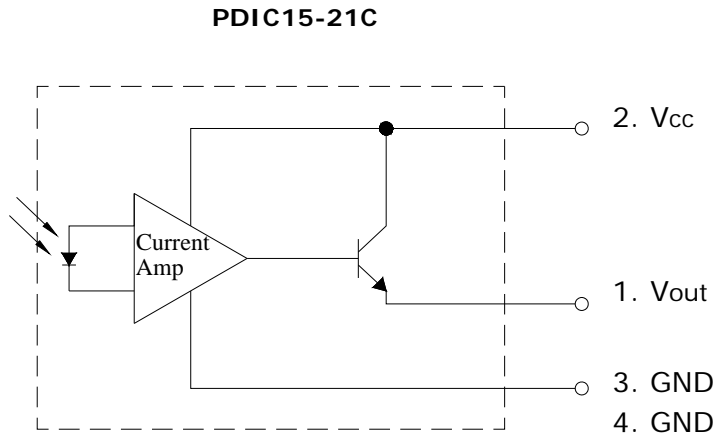 PDIC15-21C
2. Vcc
Current
Amp
1. Vout
3. GND
4. GND